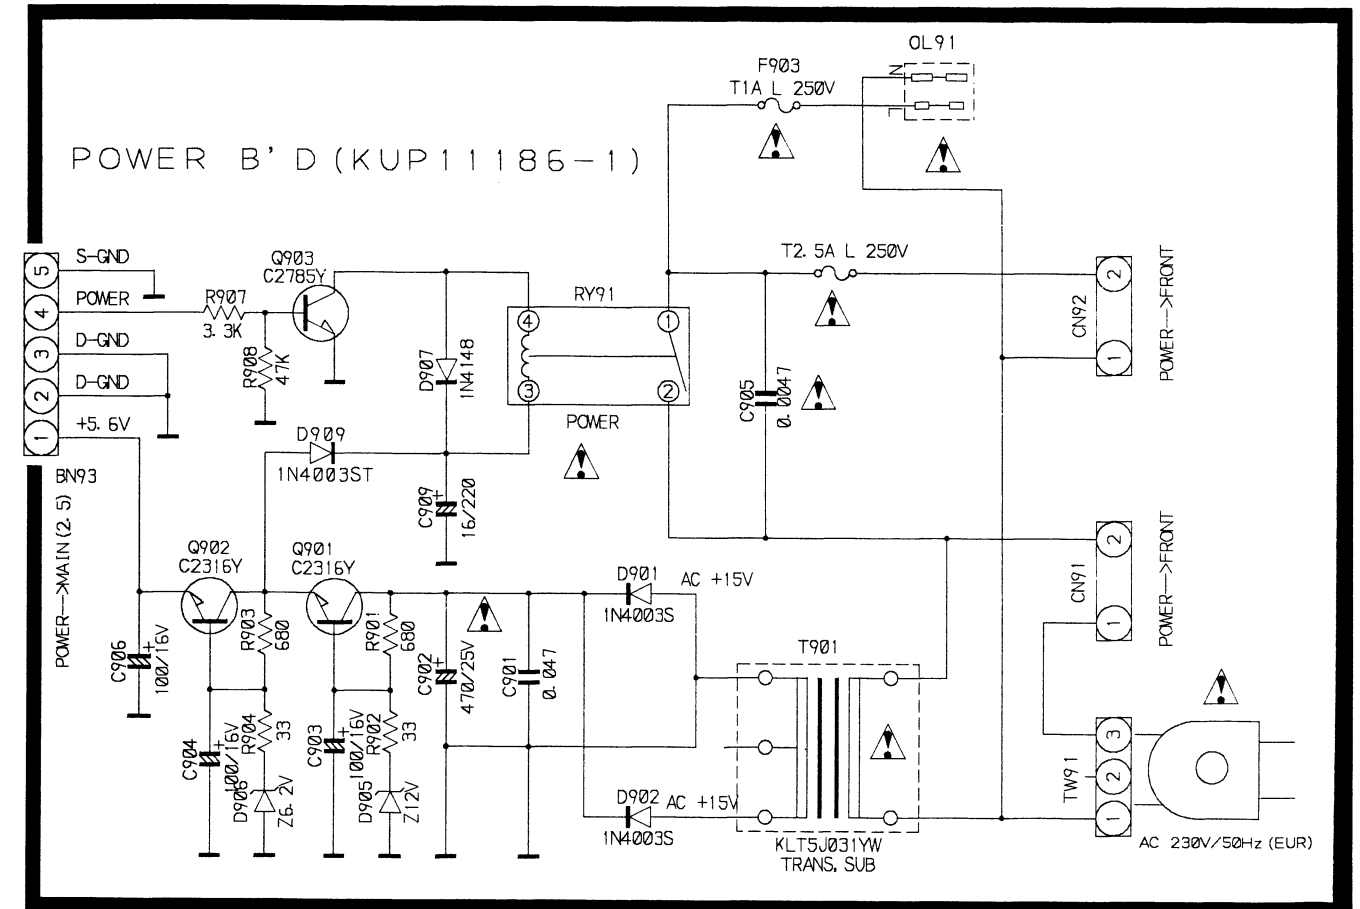 OL91
F903
T1A L 250V
N
L
POWER B'D(KUP11186-1)
T2.5A L 250V
S-GND
5
Q903
C2785Y
POWER
4
R907
3.3K
RY91
4
1
2
CN92
POWER--->FRONT
D-GND
3
R908
47K
D907
1N4148
3
2
1
D-GND
2
C905
0.0047
+5.6V
1
D909
1N4003ST
POWER
BN93
POWER--->MAIN(2.5)
C909
+
16/220
Q902
C2316Y
Q901
C2316Y
D901
AC +15V
1N4003S
2
CN91
1
POWER--->FRONT
R903
680
R901
680
C906
+
100/16V
C902
+
470/25V
C901
0.047
T901
C904
+
100/16V
R904
33
C903
+
100/16V
R902
33
3
TW91
2
1
D906
Z6.2V
D905
Z12V
D902
AC +15V
1N4003S
KLT5J031YW
TRANS. SUB
AC 230V/50Hz(EUR)